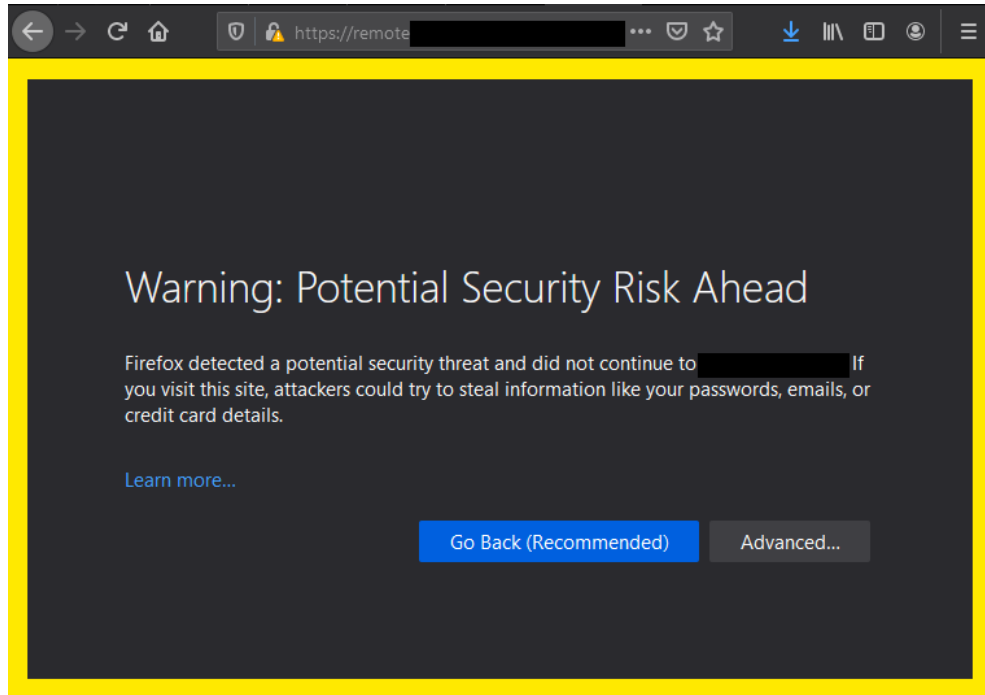 https://remote
Warning: Potential Security Risk Ahead
Firefox detected a potential security threat and did not continue to If
you visit this site, attackers could try to steal information like your passwords, emails, or
credit card details.
Learn more...
Go Back (Recommended) Advanced...